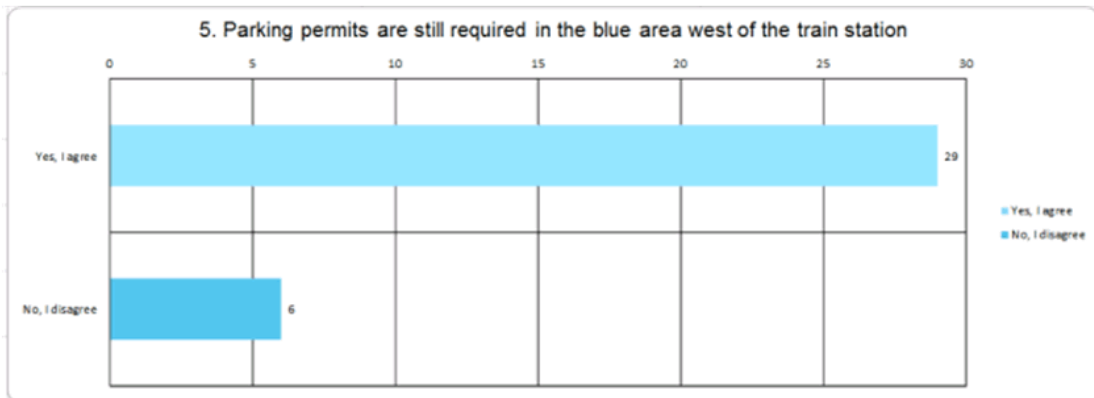 5. Parking permits are still required in the blue area west of the train station
0 5 10 15 20 25 30
Yes, I agree
29
No, I disagree
6
Yes, I agree
No, I disagree